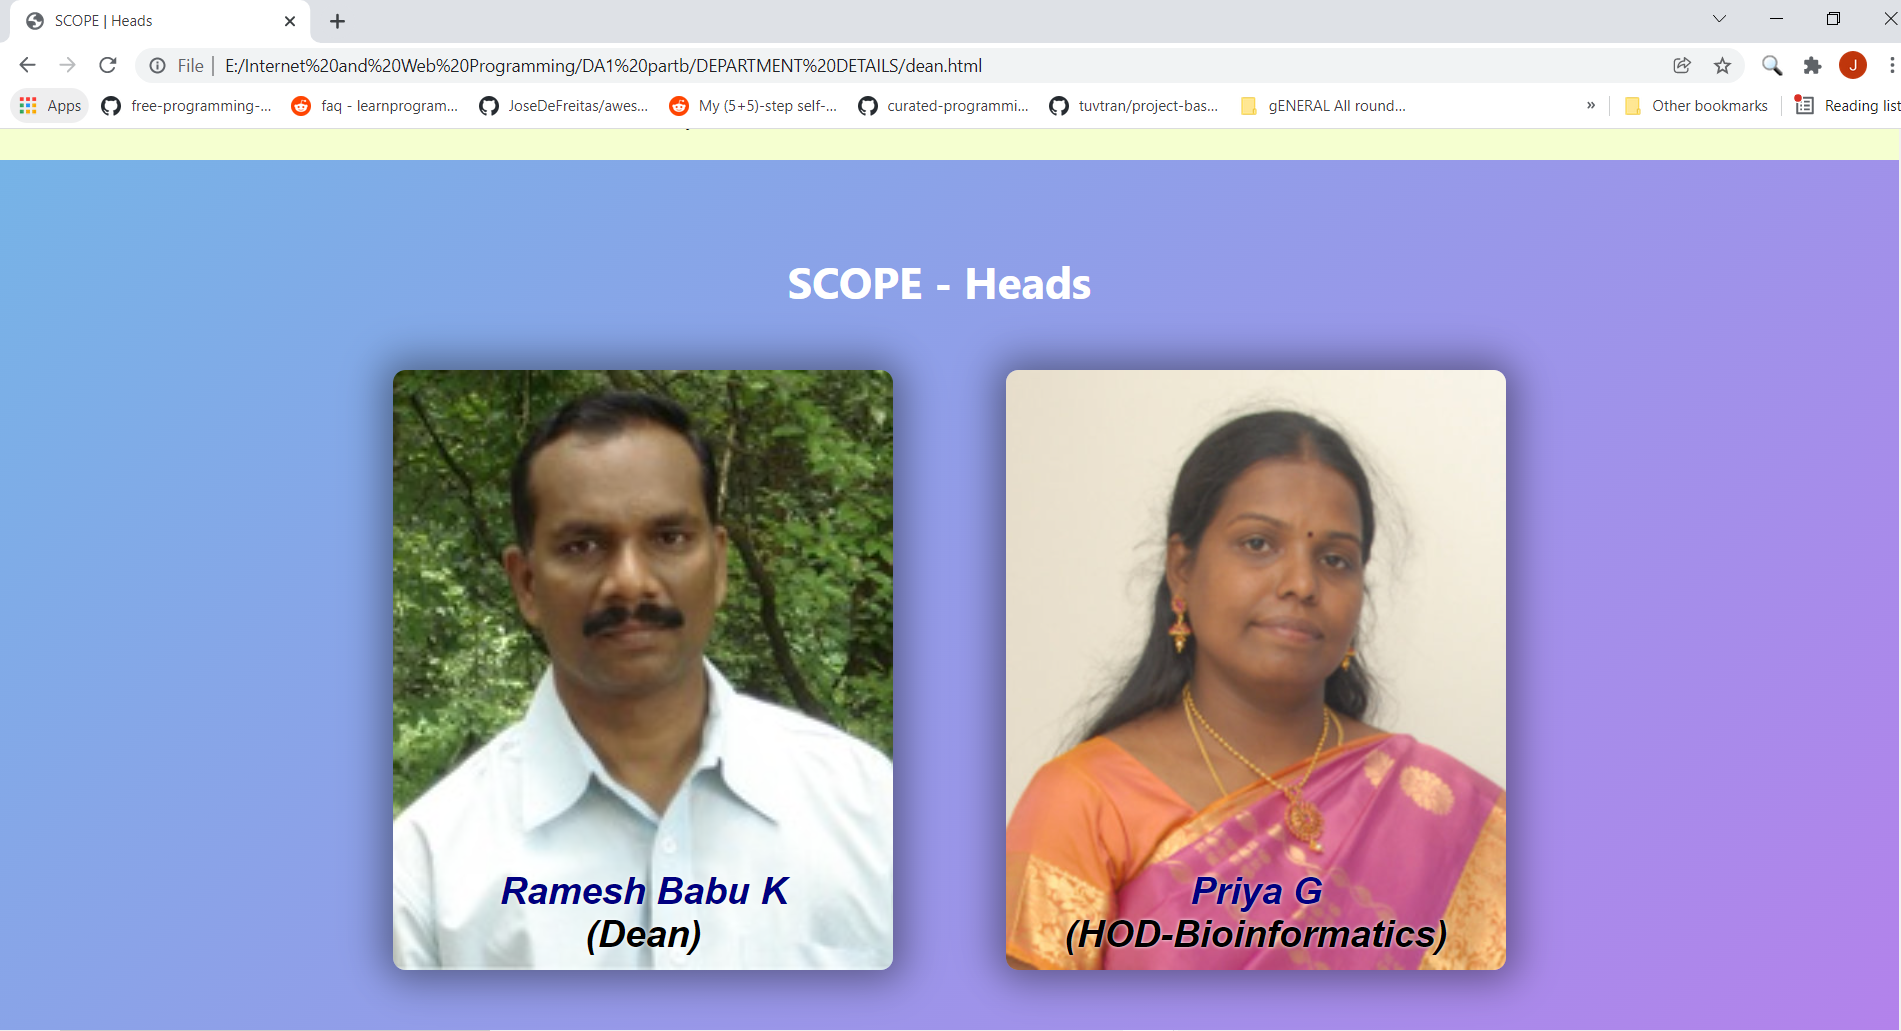 SCOPE | Heads
File | E:/Internet%20and%20Web%20Programming/DA1%20partb/DEPARTMENT%20DETAILS/dean.html
J
Apps free-programming-... faq - learnprogram... JoseDeFreitas/awes... My (5+5)-step self-... curated-programmi... tuvtran/project-bas... gENERAL All round... » Other bookmarks Reading list
SCOPE - Heads
Ramesh Babu K
(Dean)
Priya G
(HOD-Bioinformatics)